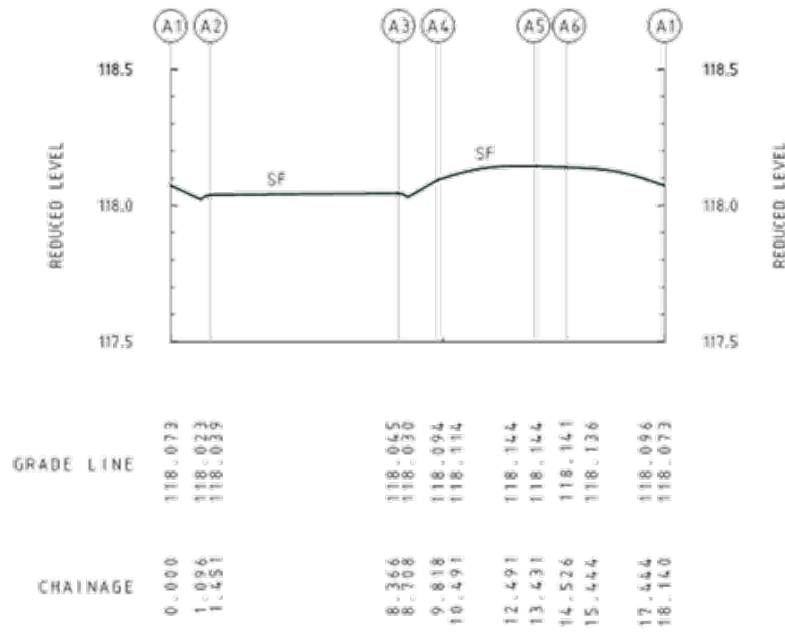 A1 A2 A3 A4 A5 A6 A1
118.5 118.5
SF
SF
118.0 118.0
REDUCED LEVEL
REDUCED LEVEL
117.5 117.5
GRADE LINE 118.073 118.023 118.039 118.045 118.030 118.094 118.114 118.144 118.144 118.141 118.136 118.096 118.073
CHAINAGE 0.000 1.096 1.451 8.366 8.708 9.818 10.491 12.491 13.431 14.526 15.444 17.444 18.140